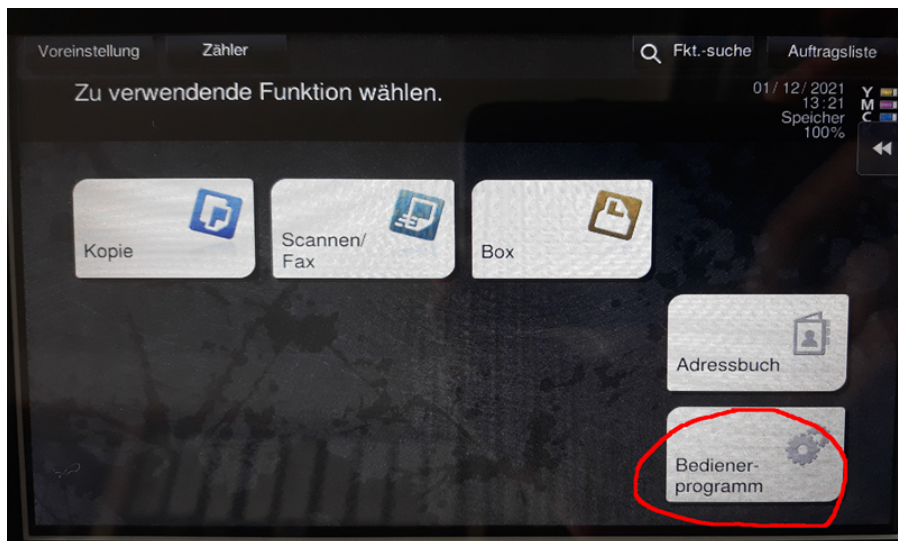 Voreinstellung
Zähler
Fkt.-suche
Auftragsliste
Zu verwendende Funktion wählen.
01/12/2021
13:21
Speicher
100%
Y
M
C
Kopie
Scannen/
Fax
Box
Adressbuch
Bediener-
programm